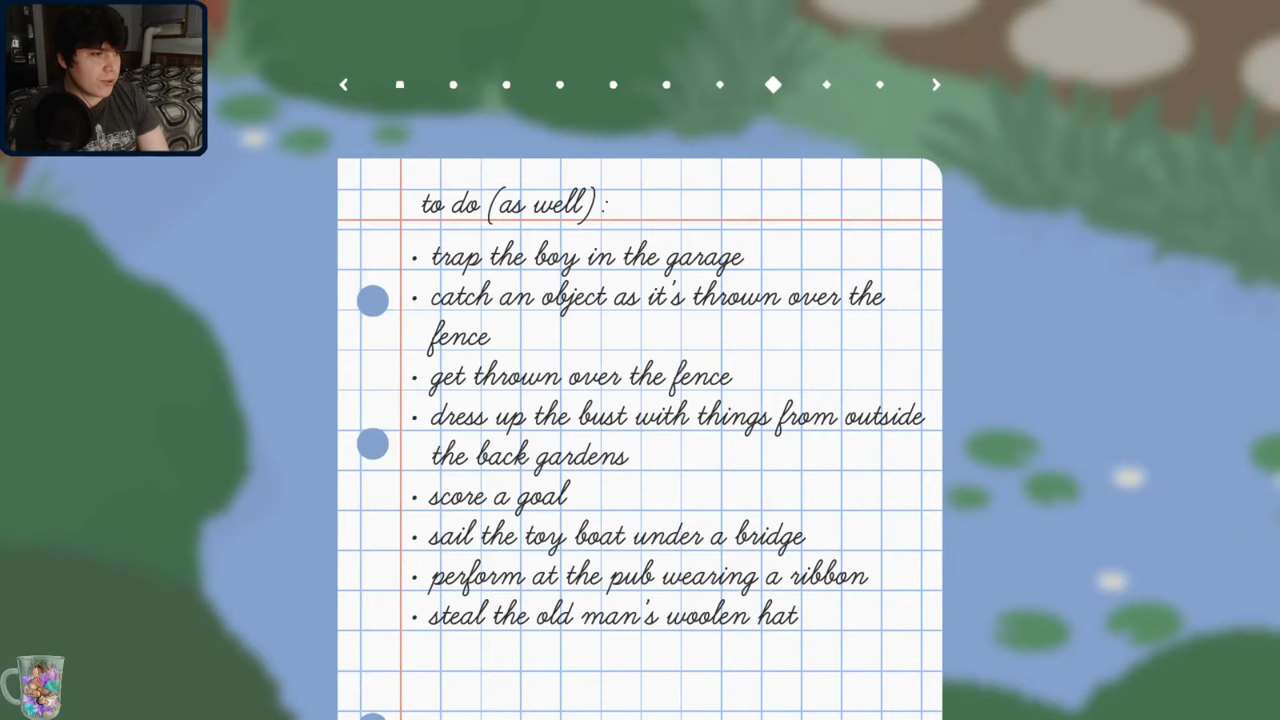 to do (as well):
• trap the boy in the garage
• catch an object as it's thrown over the
fence
• get thrown over the fence
• dress up the bust with things from outside
the back gardens
• score a goal
• sail the toy boat under a bridge
• perform at the pub wearing a ribbon
• steal the old man's woolen hat